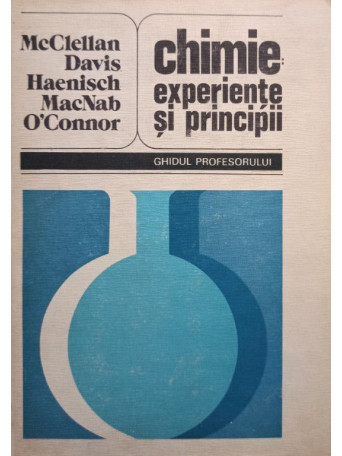 McClellan
Davis
Haenisch
MacNab
O'Connor
chimie:
experiențe
și principii
GHIDUL PROFESORULUI